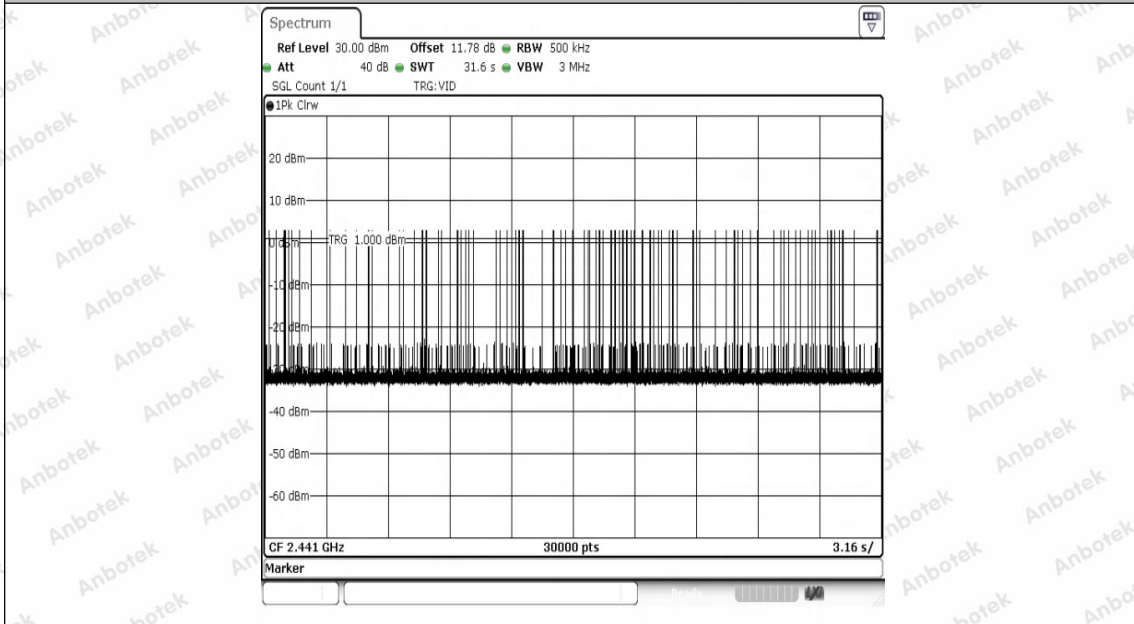 Spectrum
Ref Level 30.00 dBm Offset 11.78 dB RBW 500 kHz
Att 40 dB SWT 31.6 s VBW 3 MHz
SGL Count 1/1 TRG:VID
1Pk Clrw
20 dBm
10 dBm
0 dBm TRG 1.000 dBm
-10 dBm
-20 dBm
-40 dBm
-50 dBm
-60 dBm
CF 2.441 GHz 30000 pts 3.16 s/
Marker
Anbotek